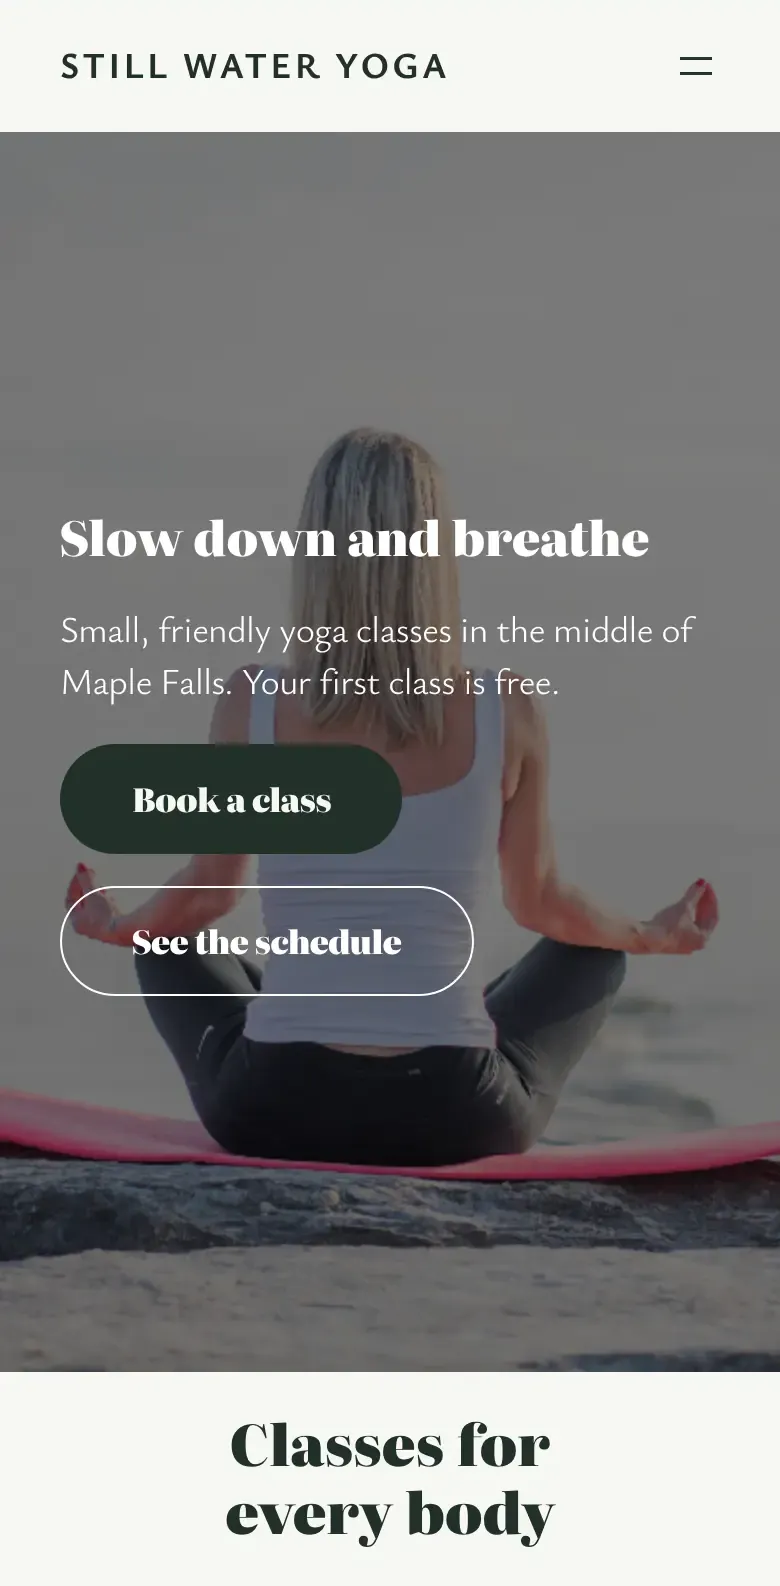 STILL WATER YOGA
Slow down and breathe
Small, friendly yoga classes in the middle of
Maple Falls. Your first class is free.
Book a class
See the schedule
Classes for
every body